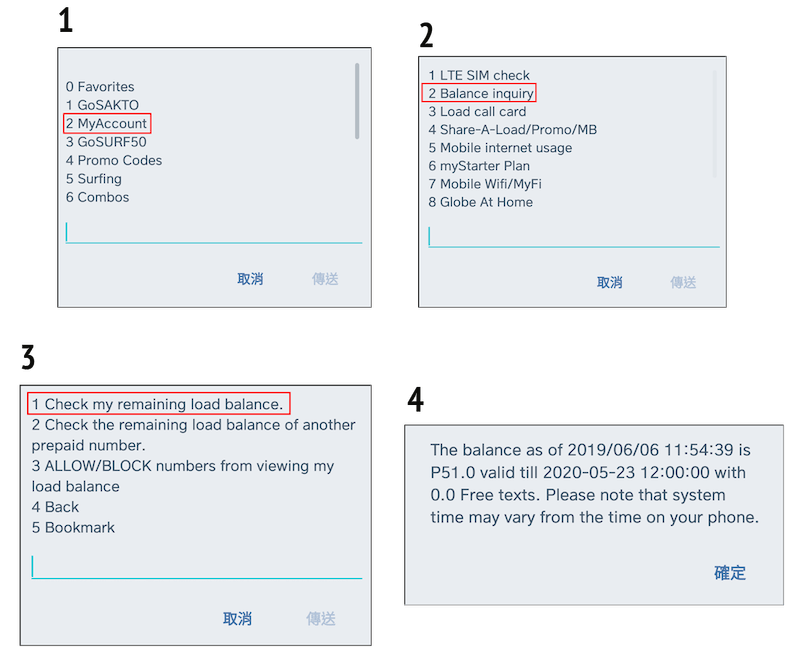 1
0 Favorites
1 GoSAKTO
2 MyAccount
3 GoSURF50
4 Promo Codes
5 Surfing
6 Combos
取消 傳送
2
1 LTE SIM check
2 Balance inquiry
3 Load call card
4 Share-A-Load/Promo/MB
5 Mobile internet usage
6 myStarter Plan
7 Mobile Wifi/MyFi
8 Globe At Home
取消 傳送
3
1 Check my remaining load balance.
2 Check the remaining load balance of another
prepaid number.
3 ALLOW/BLOCK numbers from viewing my
load balance
4 Back
5 Bookmark
取消 傳送
4
The balance as of 2019/06/06 11:54:39 is
P51.0 valid till 2020-05-23 12:00:00 with
0.0 Free texts. Please note that system
time may vary from the time on your phone.
確定